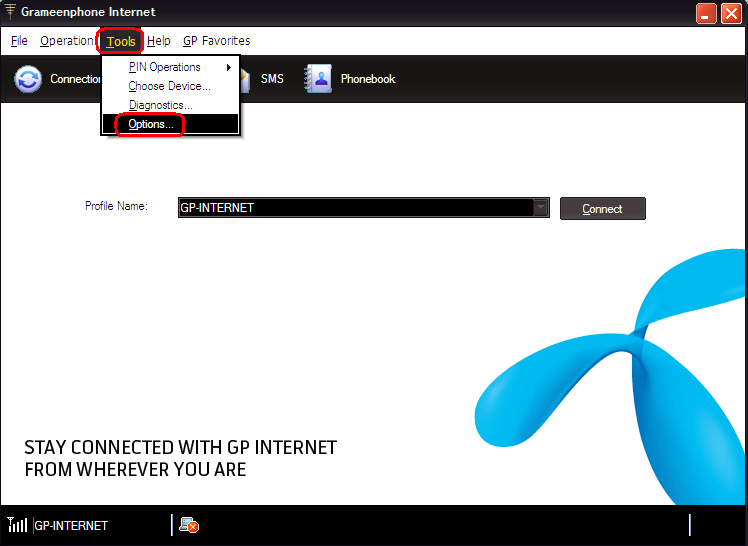 Grameenphone Internet
File Operation Tools Help GP Favorites
PIN Operations
Choose Device...
Diagnostics...
Options...
Connection SMS Phonebook
Profile Name: GP-INTERNET Connect
STAY CONNECTED WITH GP INTERNET
FROM WHEREVER YOU ARE
GP-INTERNET